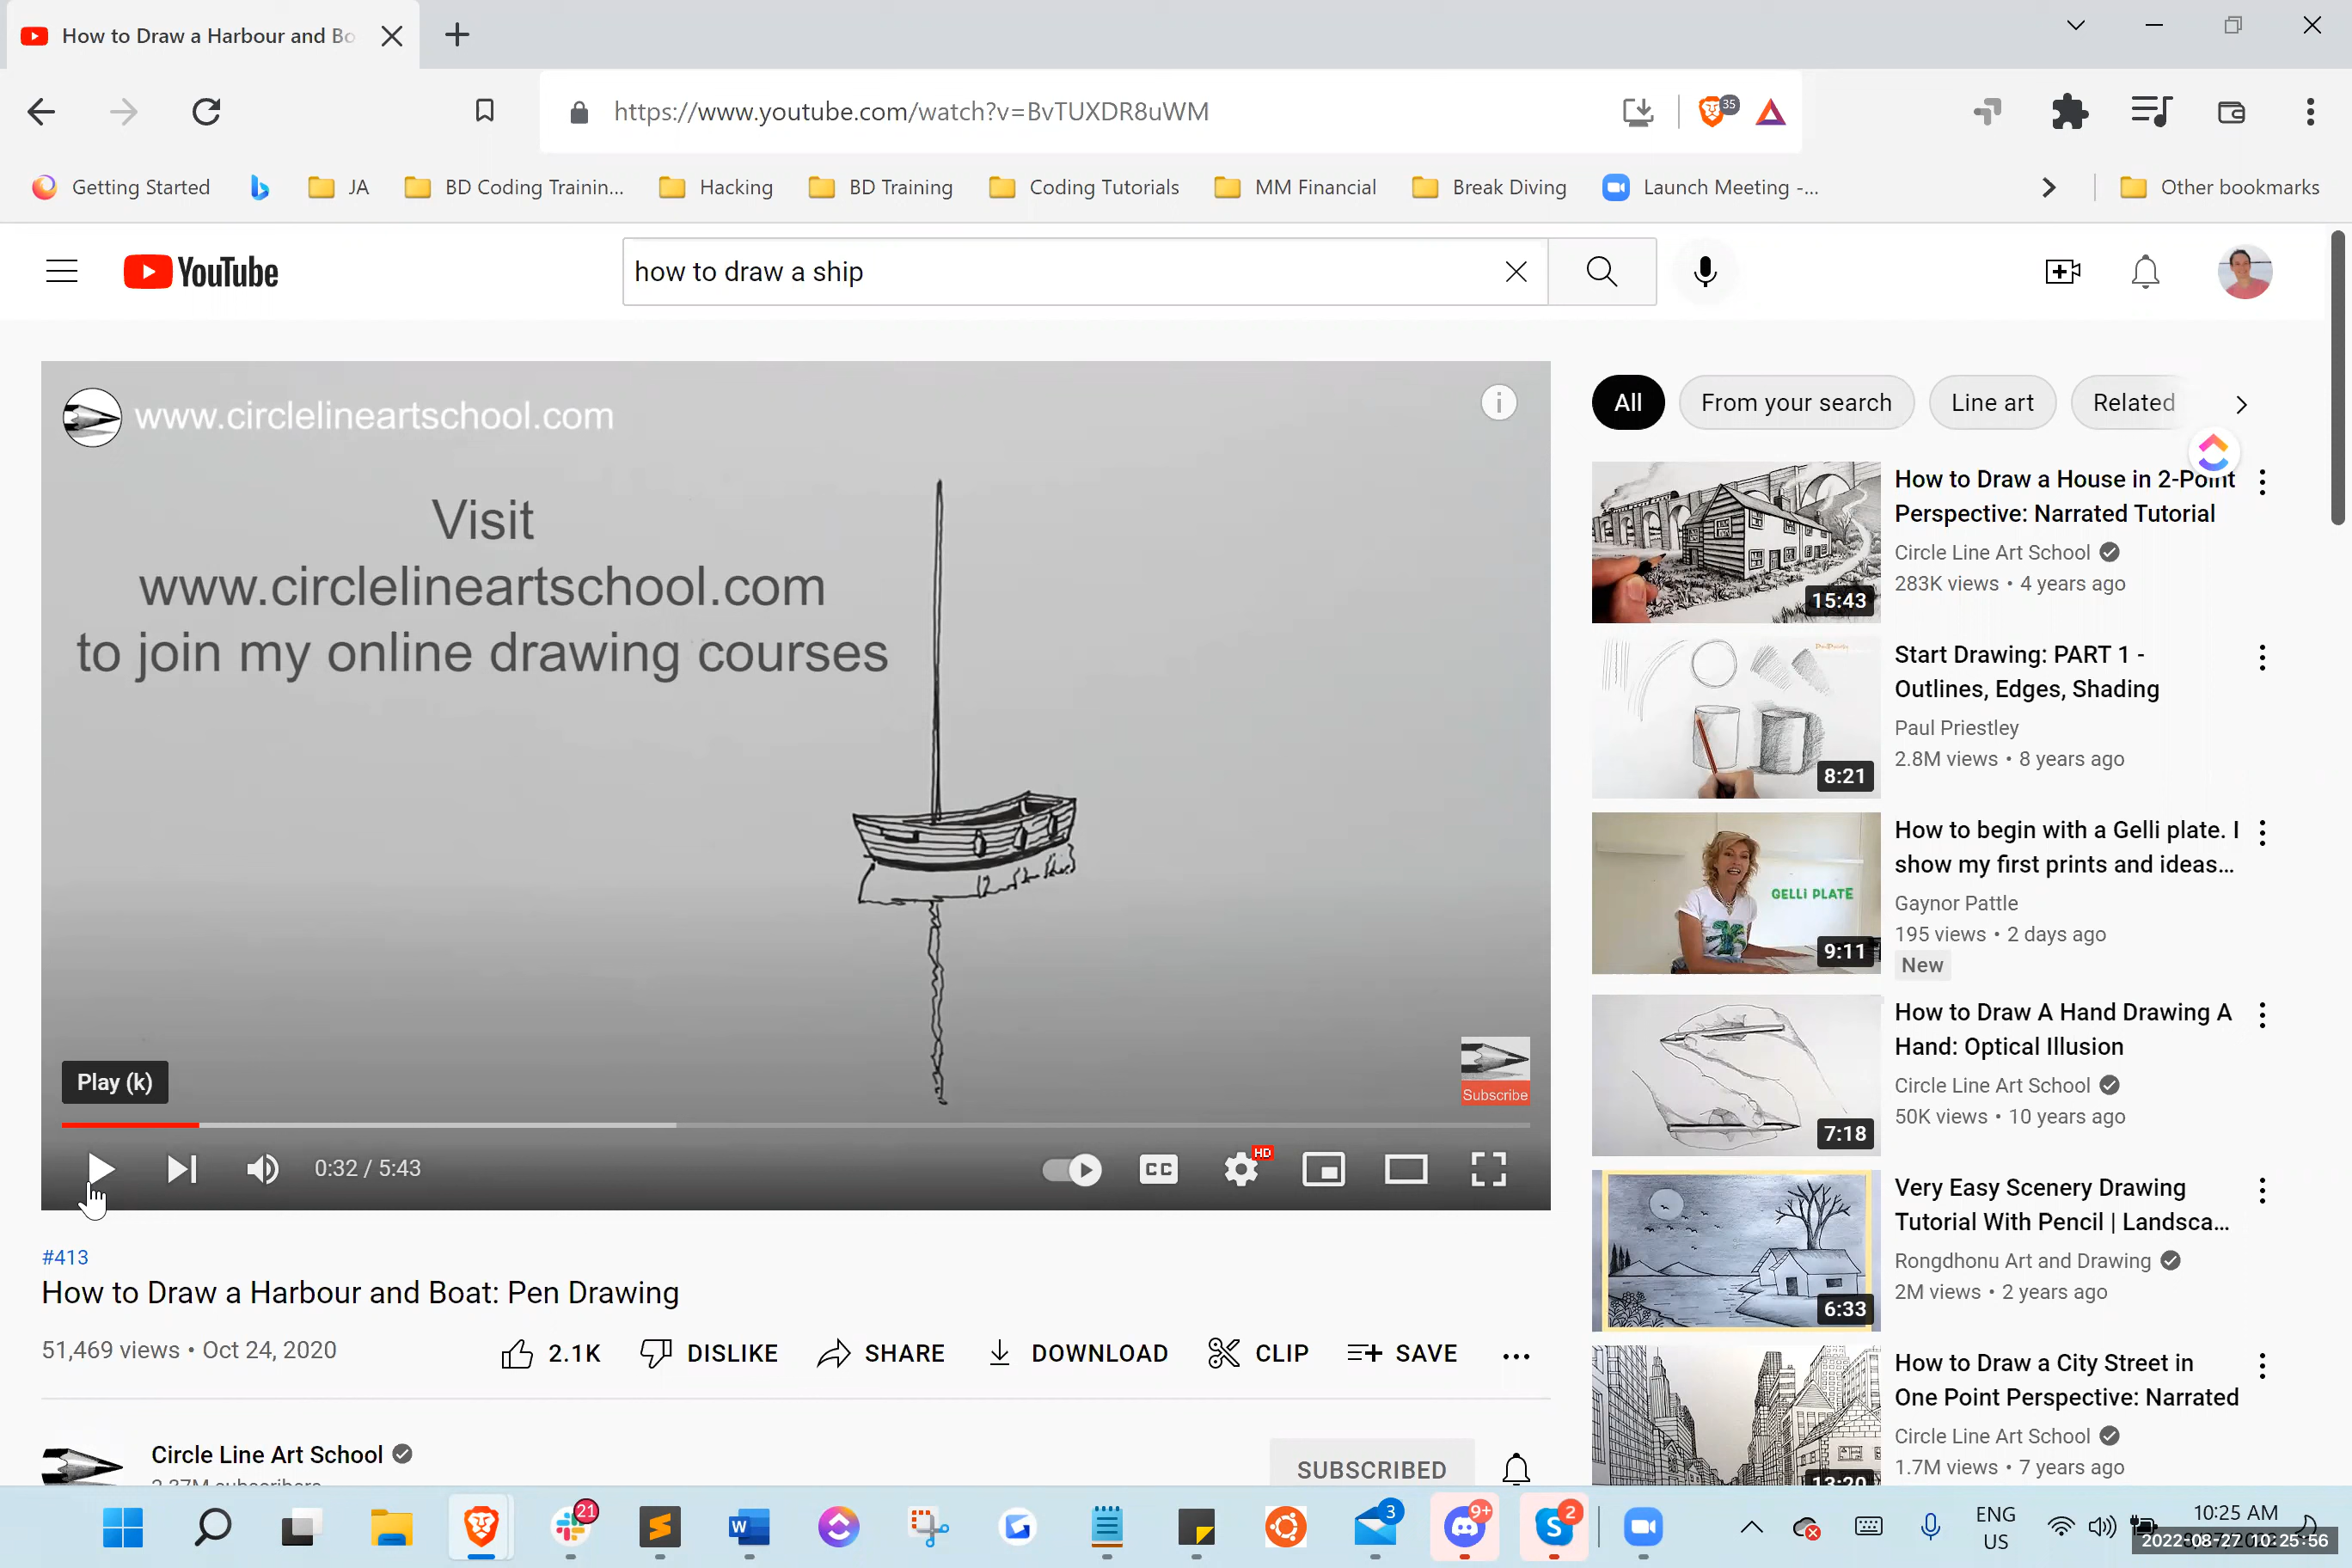 How to Draw a Harbour and Bo
https://www.youtube.com/watch?v=BvTUXDR8uWM
35
Getting Started
JA
BD Coding Trainin...
Hacking
BD Training
Coding Tutorials
MM Financial
Break Diving
Launch Meeting -...
Other bookmarks
YouTube
how to draw a ship
www.circlelineartschool.com
Visit
www.circlelineartschool.com
to join my online drawing courses
Subscribe
Play (k)
0:32 / 5:43
CC
HD
#413
How to Draw a Harbour and Boat: Pen Drawing
51,469 views • Oct 24, 2020
2.1K
DISLIKE
SHARE
DOWNLOAD
CLIP
SAVE
Circle Line Art School
SUBSCRIBED
All
From your search
Line art
Related
How to Draw a House in 2-Point
Perspective: Narrated Tutorial
Circle Line Art School
283K views • 4 years ago
15:43
Start Drawing: PART 1 -
Outlines, Edges, Shading
Paul Priestley
2.8M views • 8 years ago
8:21
How to begin with a Gelli plate. I
show my first prints and ideas...
Gaynor Pattle
195 views • 2 days ago
New
GELLI PLATE
9:11
How to Draw A Hand Drawing A
Hand: Optical Illusion
Circle Line Art School
50K views • 10 years ago
7:18
Very Easy Scenery Drawing
Tutorial With Pencil | Landsca...
Rongdhonu Art and Drawing
2M views • 2 years ago
6:33
How to Draw a City Street in
One Point Perspective: Narrated
Circle Line Art School
1.7M views • 7 years ago
13:20
21
3
9+
2
ENG
US
10:25 AM
2022-08-27 10:25:56